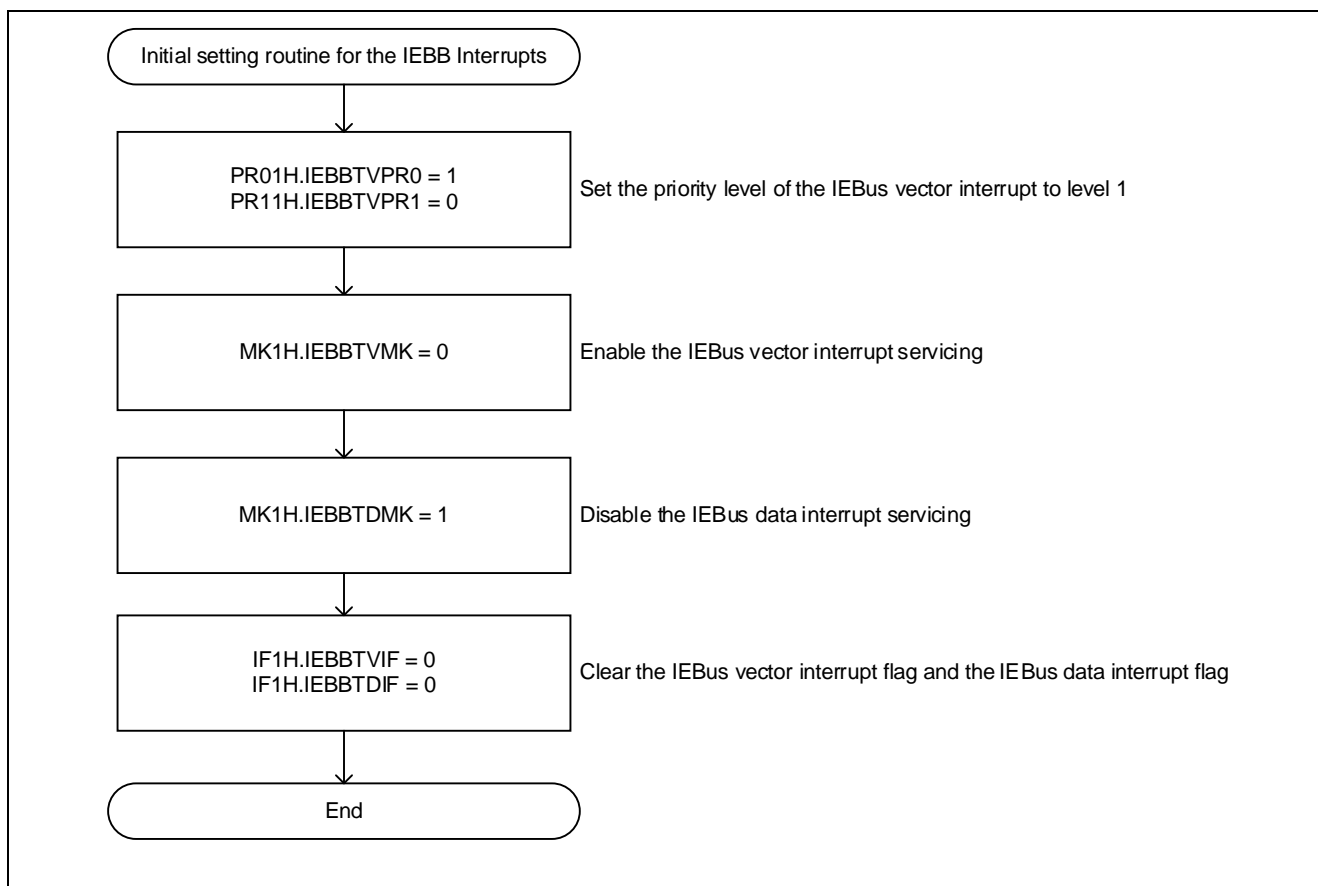 Initial setting routine for the IEBB Interrupts
PR01H.IEBBTVPR0 = 1
PR11H.IEBBTVPR1 = 0
Set the priority level of the IEBus vector interrupt to level 1
MK1H.IEBBTVMK = 0
Enable the IEBus vector interrupt servicing
MK1H.IEBBTDMK = 1
Disable the IEBus data interrupt servicing
IF1H.IEBBTVIF = 0
IF1H.IEBBTDIF = 0
Clear the IEBus vector interrupt flag and the IEBus data interrupt flag
End